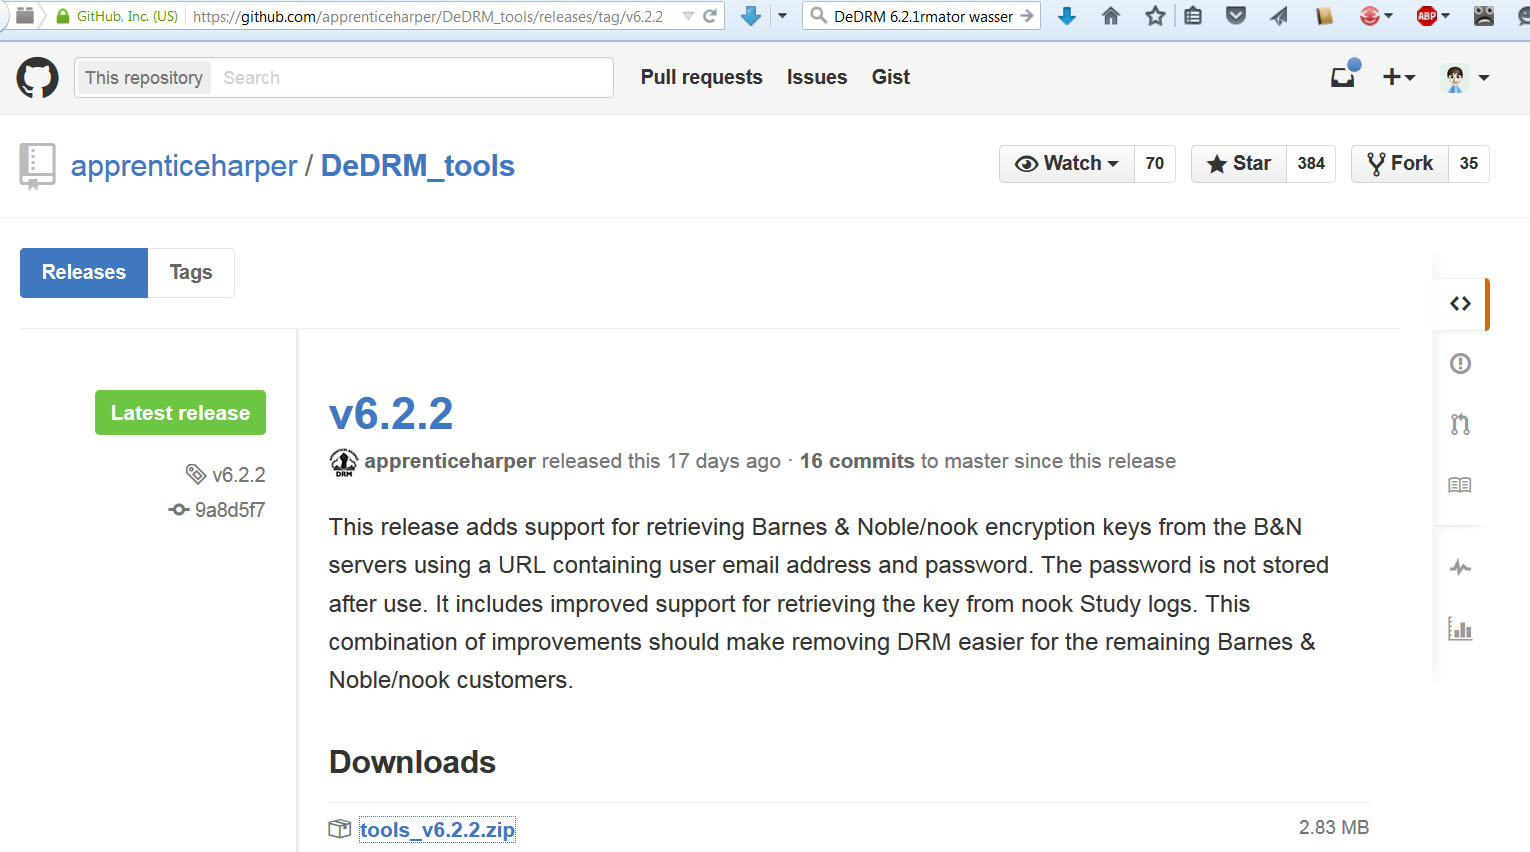 GitHub, Inc. (US) https://github.com/apprenticeharper/DeDRM_tools/releases/tag/v6.2.2 DeDRM 6.2.1rmator wasser ABP
This repository Search Pull requests Issues Gist
apprenticeharper / DeDRM_tools Watch 70 Star 384 Fork 35
Releases Tags
Latest release
v6.2.2
9a8d5f7
v6.2.2
DRM
apprenticeharper released this 17 days ago · 16 commits to master since this release
This release adds support for retrieving Barnes & Noble/nook encryption keys from the B&N
servers using a URL containing user email address and password. The password is not stored
after use. It includes improved support for retrieving the key from nook Study logs. This
combination of improvements should make removing DRM easier for the remaining Barnes &
Noble/nook customers.
Downloads
tools_v6.2.2.zip 2.83 MB